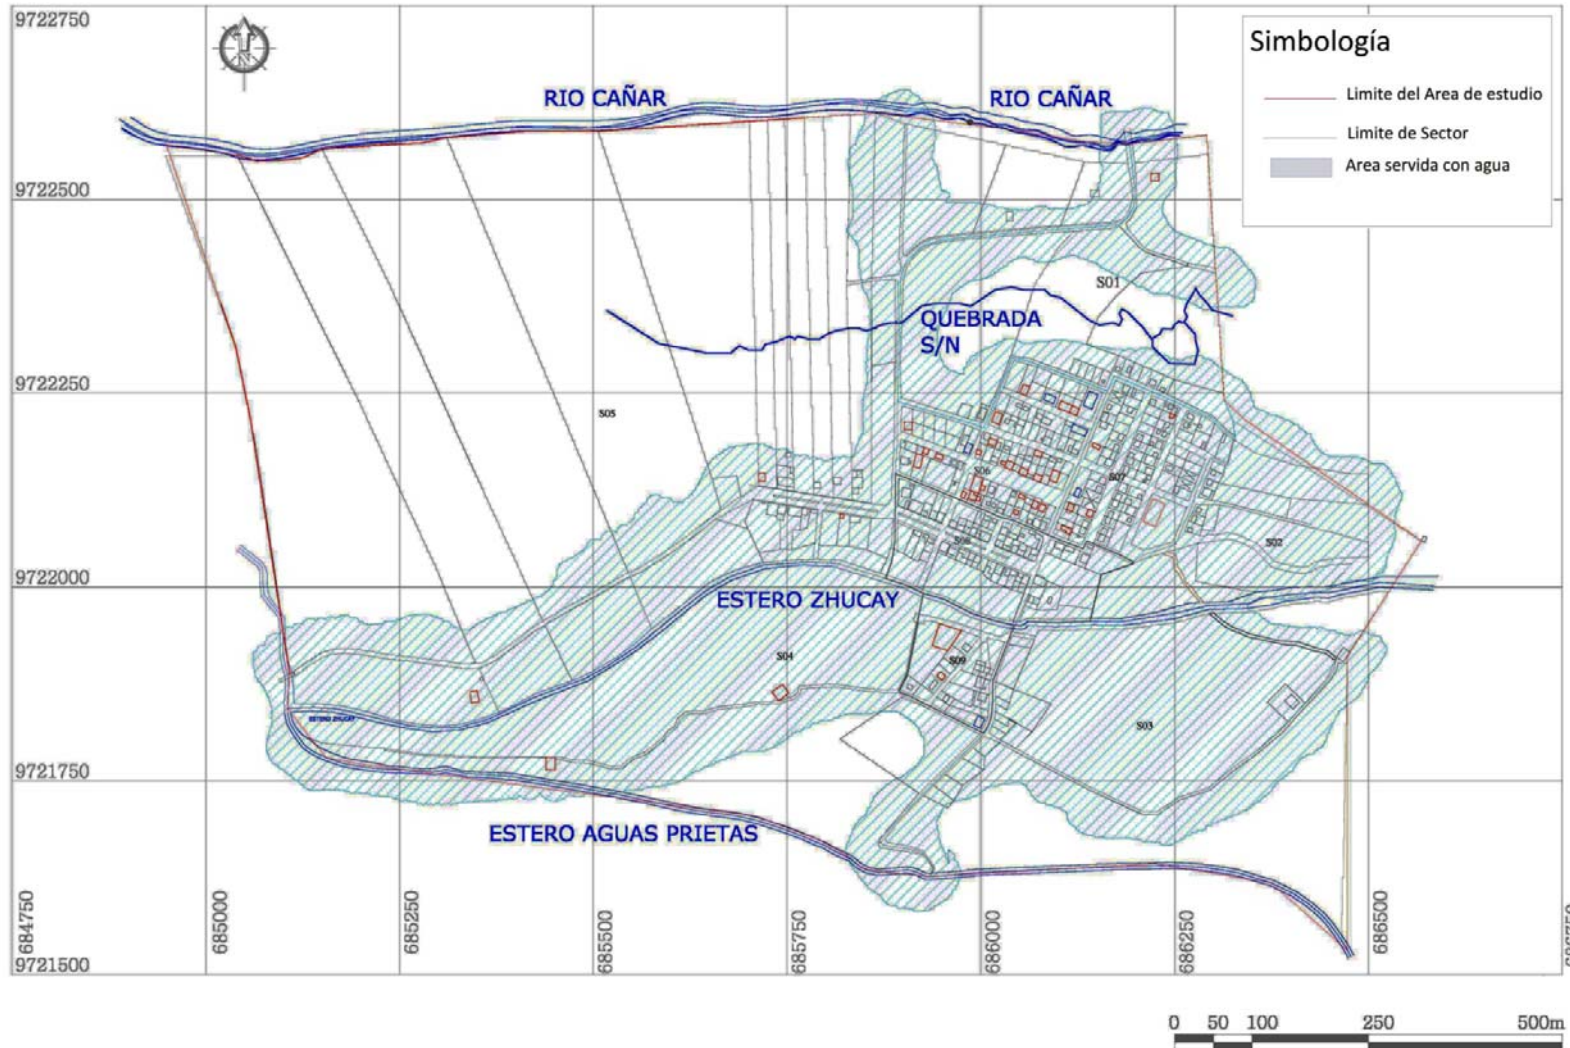 9722750
Simbología
N
RIO CAÑAR
RIO CAÑAR
Limite del Area de estudio
Limite de Sector
Area servida con agua
9722500
S01
QUEBRADA
S/N
9722250
S05
S06
S07
S08
S02
9722000
ESTERO ZHUCAY
S04
S09
ESTERO ZHUCAY
S03
9721750
ESTERO AGUAS PRIETAS
684750
685000
685250
685500
685750
686000
686250
686500
9721500
0 50 100 250 500m